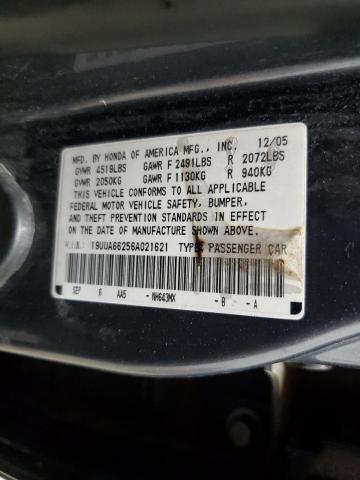 MFD. BY HONDA OF AMERICA MFG., INC. 12/05
GVWR 4519LBS GAWR F 2491LBS R 2072LBS
GVWR 2050KG GAWR F 1130KG R 940KG
THIS VEHICLE CONFORMS TO ALL APPLICABLE
FEDERAL MOTOR VEHICLE SAFETY, BUMPER,
AND THEFT PREVENTION STANDARDS IN EFFECT
ON THE DATE OF MANUFACTURE SHOWN ABOVE.
V.I.N.: 19UUA66256A021621 TYPE: PASSENGER CAR
SEP 6 AA5 -NH643MX -B -A